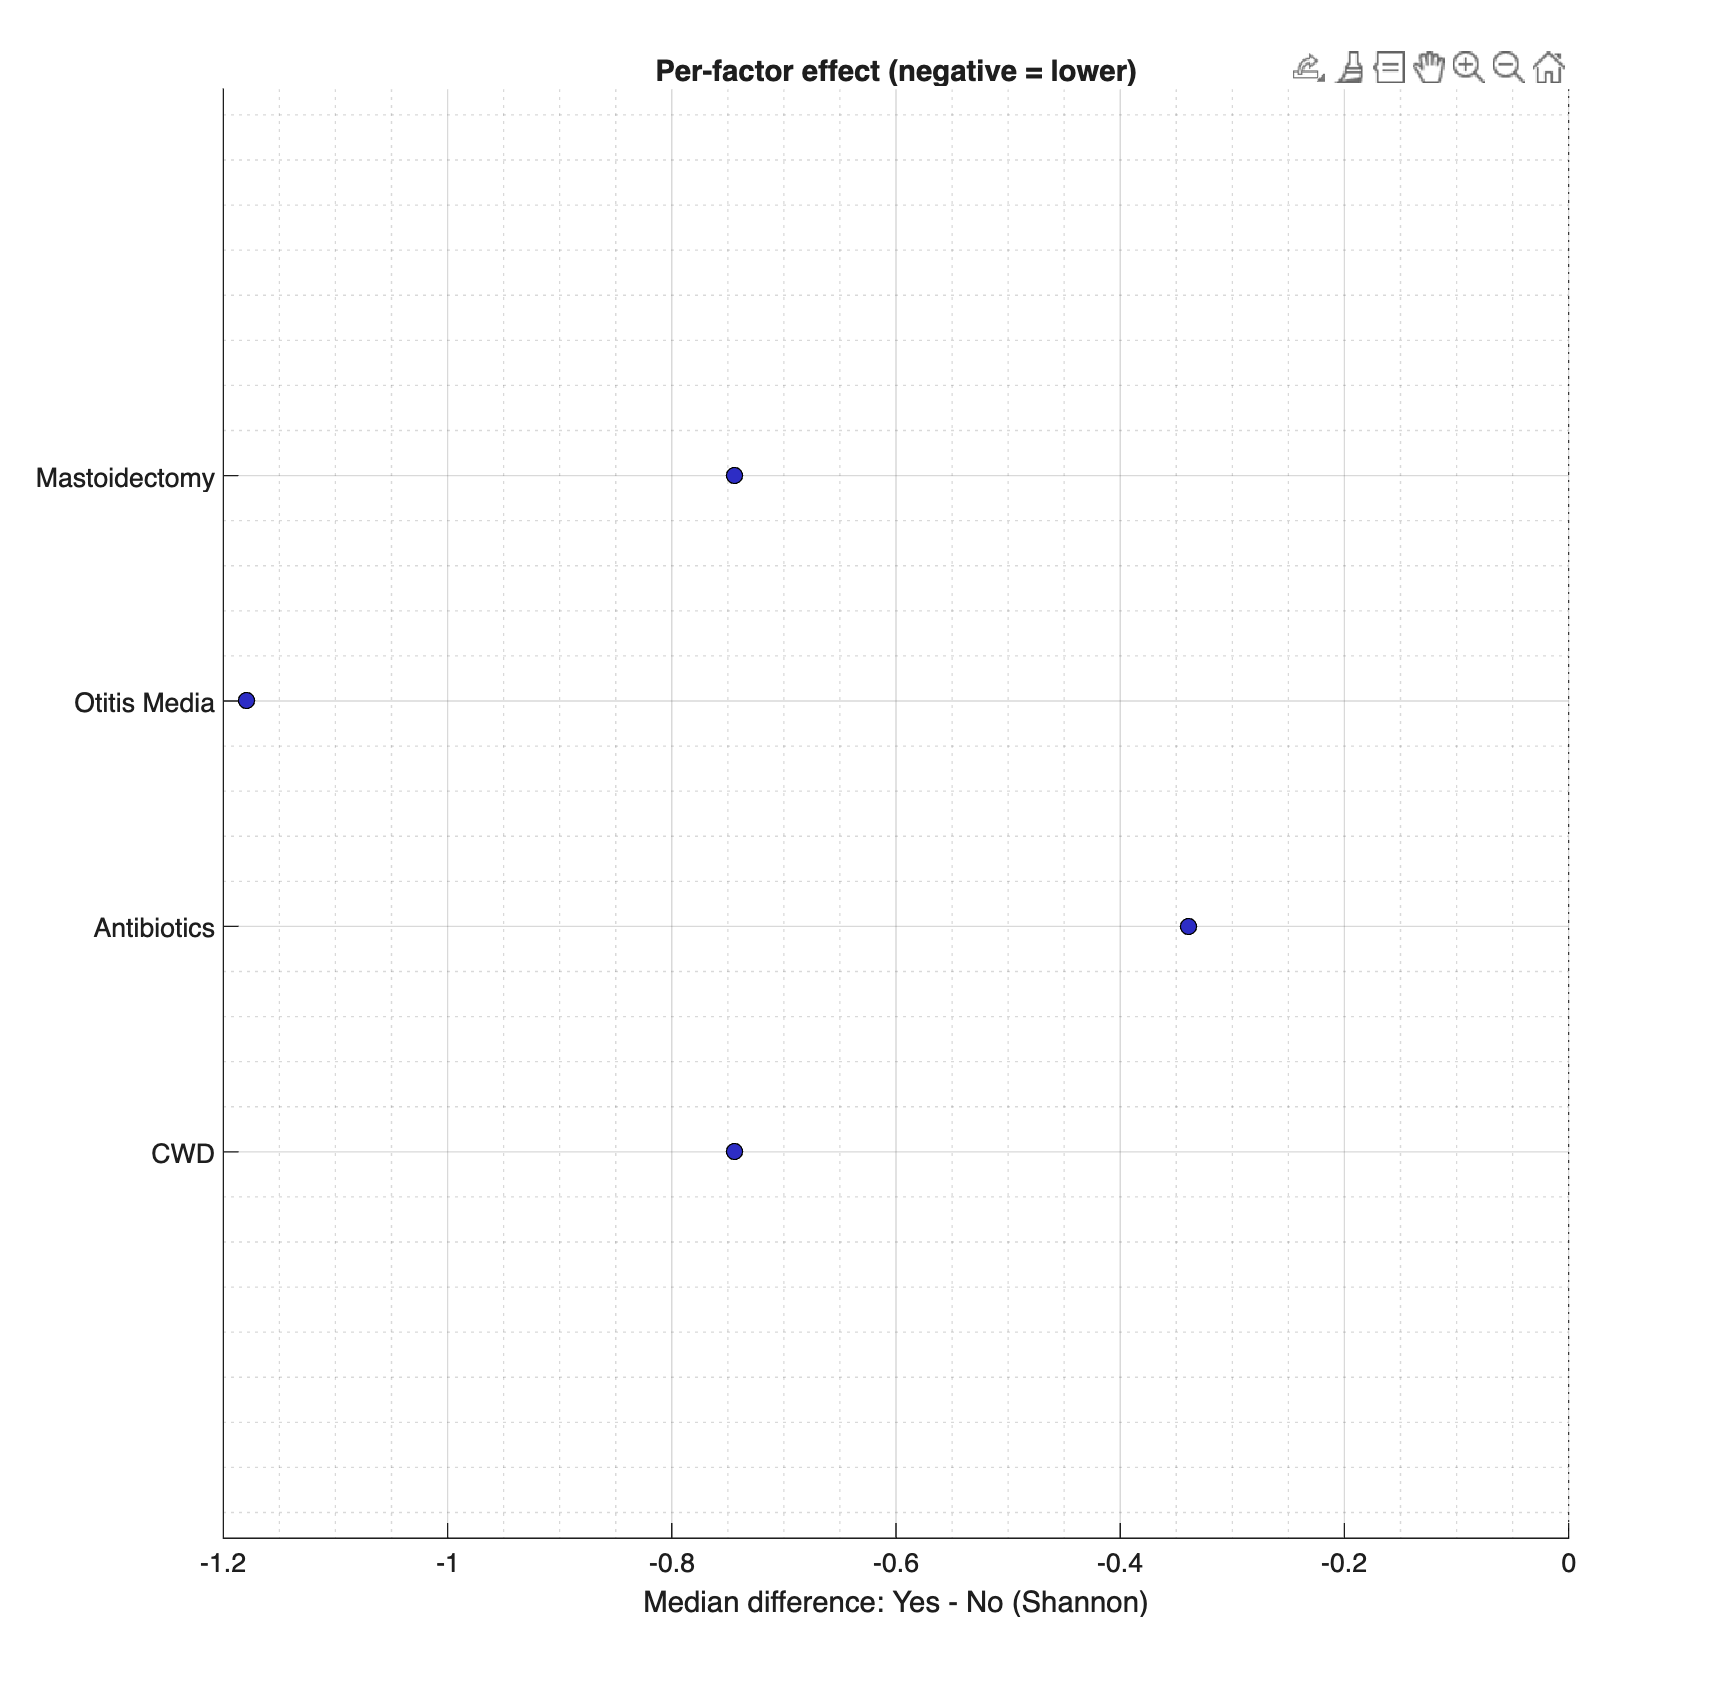 Per-factor effect (negative = lower)
Mastoidectomy
Otitis Media
Antibiotics
CWD
-1.2 -1 -0.8 -0.6 -0.4 -0.2 0
Median difference: Yes - No (Shannon)